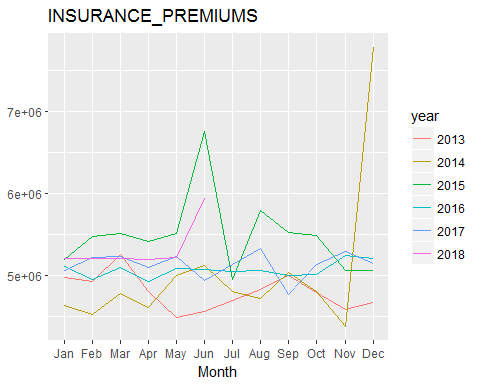 INSURANCE_PREMIUMS
7e+06
6e+06
5e+06
Jan Feb Mar Apr May Jun Jul Aug Sep Oct Nov Dec
Month
year
2013
2014
2015
2016
2017
2018